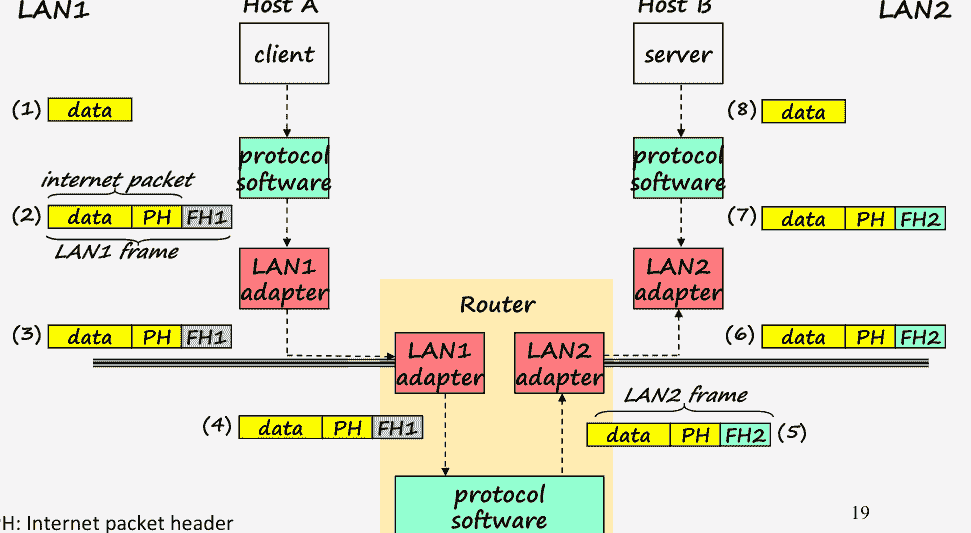 LAN1
Host A
Host B
LAN2
client
server
(1) data
(8) data
protocol
software
protocol
software
internet packet
(2) data PH FH1
LAN1 frame
(7) data PH FH2
LAN1
adapter
LAN2
adapter
Router
(3) data PH FH1
(6) data PH FH2
LAN1
adapter
LAN2
adapter
LAN2 frame
(4) data PH FH1
data PH FH2 (5)
protocol
software
PH: Internet packet header
19